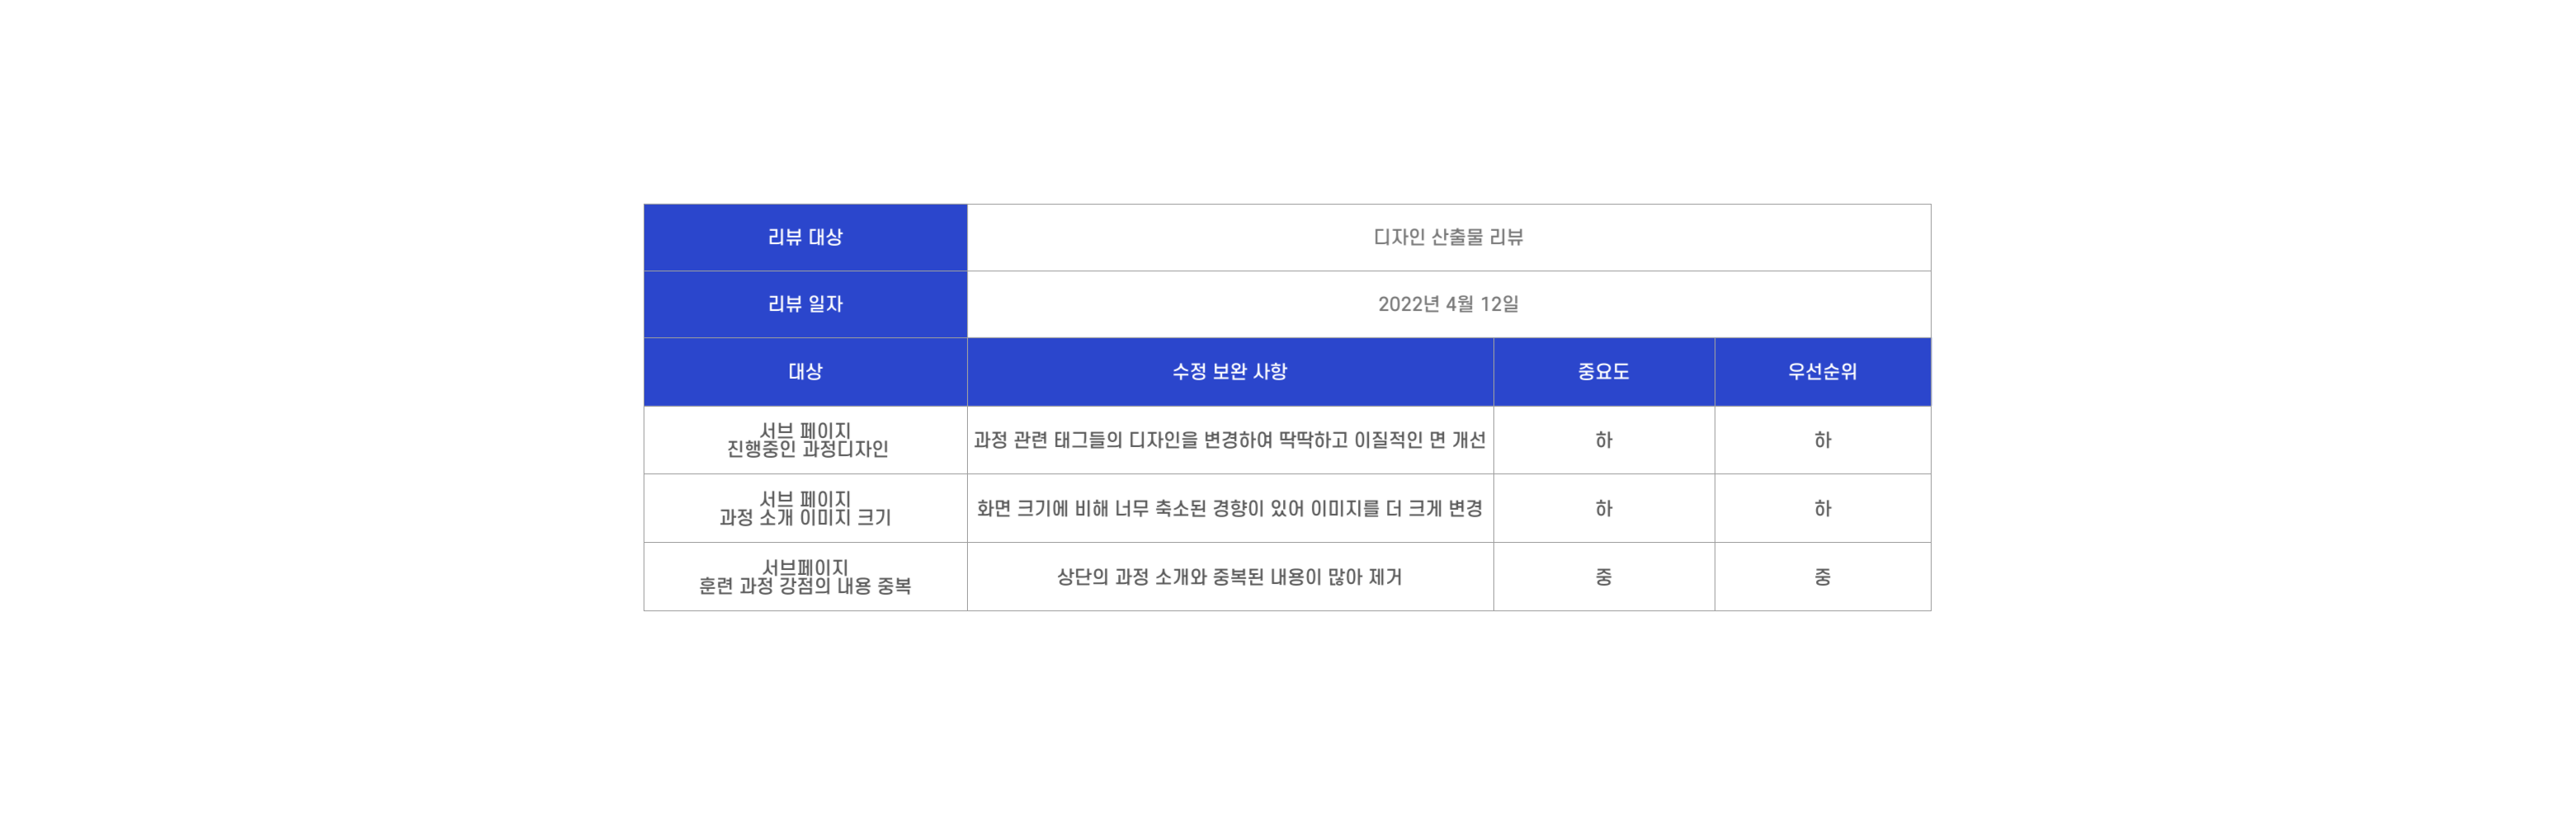 리뷰 대상
디자인 산출물 리뷰
리뷰 일자
2022년 4월 12일
대상
수정 보완 사항
중요도
우선순위
서브 페이지
진행중인 과정디자인
과정 관련 태그들의 디자인을 변경하여 딱딱하고 이질적인 면 개선
하
하
서브 페이지
과정 소개 이미지 크기
화면 크기에 비해 너무 축소된 경향이 있어 이미지를 더 크게 변경
하
하
서브페이지
훈련 과정 강점의 내용 중복
상단의 과정 소개와 중복된 내용이 많아 제거
중
중